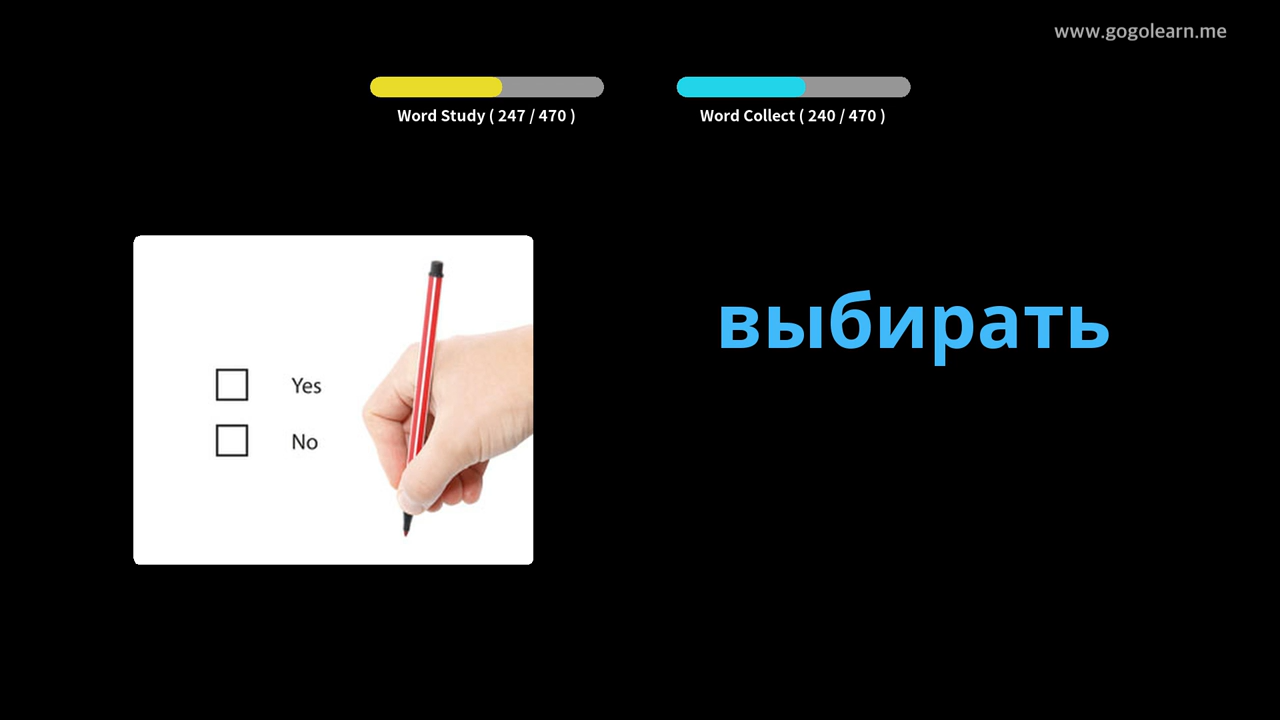 www.gogolearn.me
Word Study ( 247 / 470 )
Word Collect ( 240 / 470 )
выбирать
Yes
No